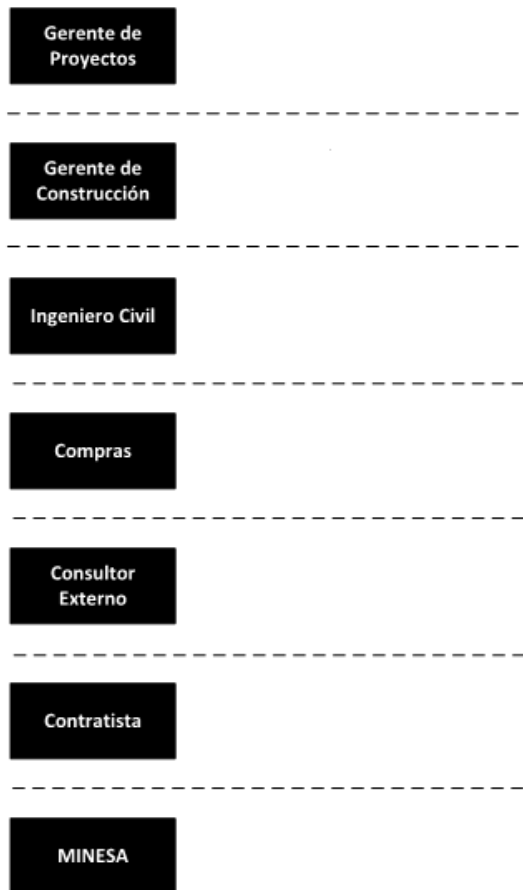 Gerente de
Proyectos
Gerente de
Construcción
Ingeniero Civil
Compras
Consultor
Externo
Contratista
MINESA